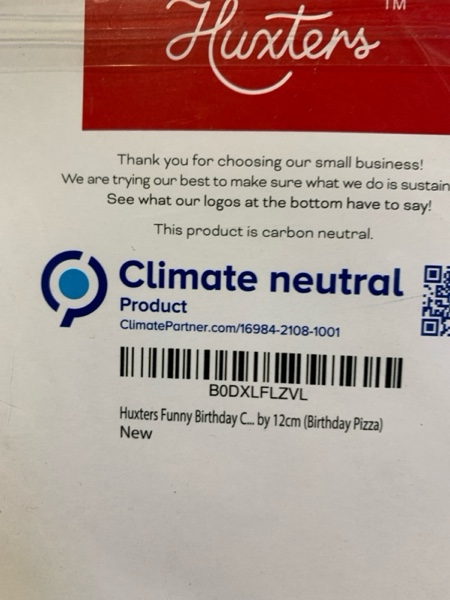 Huxters™
Thank you for choosing our small business!
We are trying our best to make sure what we do is sustain
See what our logos at the bottom have to say!
This product is carbon neutral.
Climate neutral
Product
ClimatePartner.com/16984-2108-1001
B0DXLFLZVL
Huxters Funny Birthday C... by 12cm (Birthday Pizza)
New